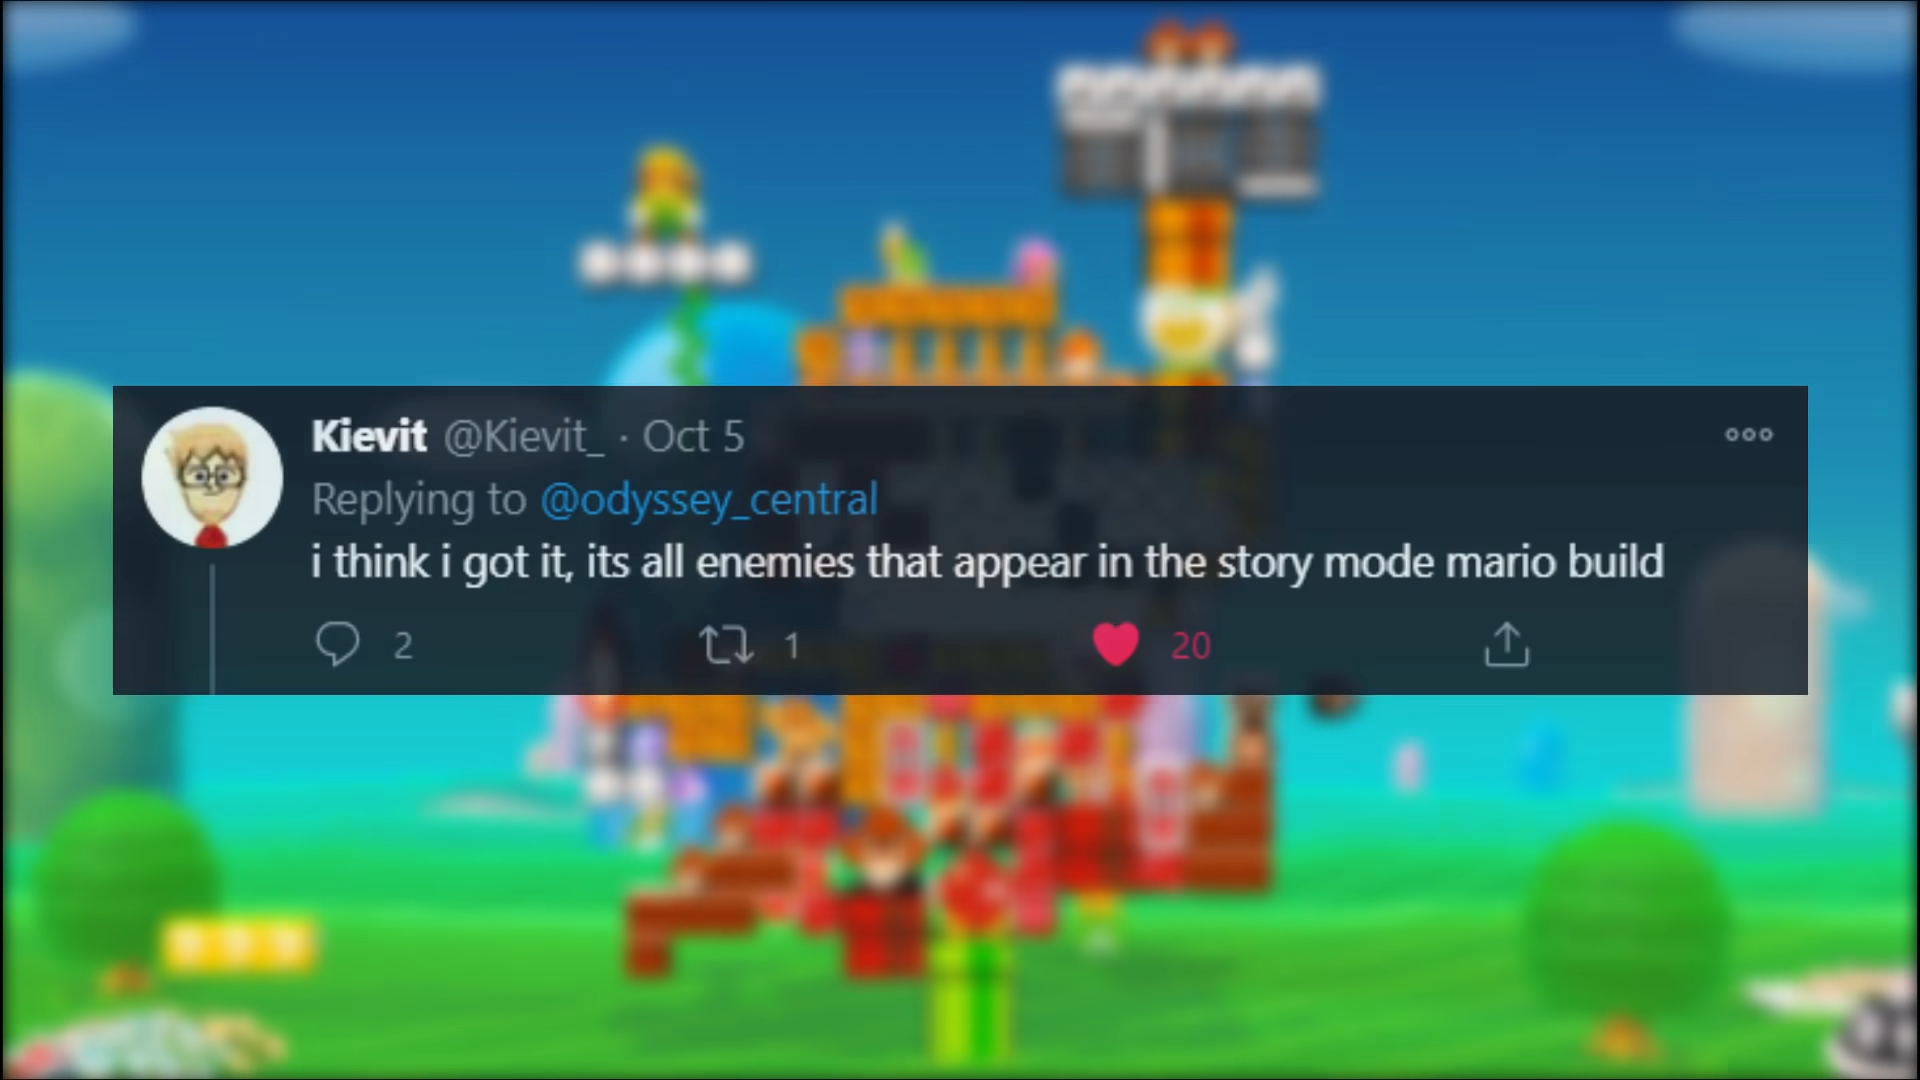 Kievit @Kievit_ · Oct 5
Replying to @odyssey_central
i think i got it, its all enemies that appear in the story mode mario build
2 1 20